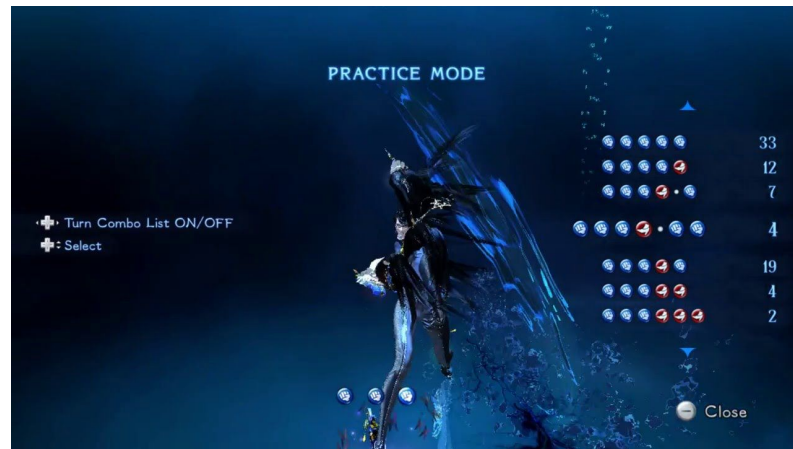 PRACTICE MODE
33
12
7
Turn Combo List ON/OFF
4
: Select
19
4
2
Close